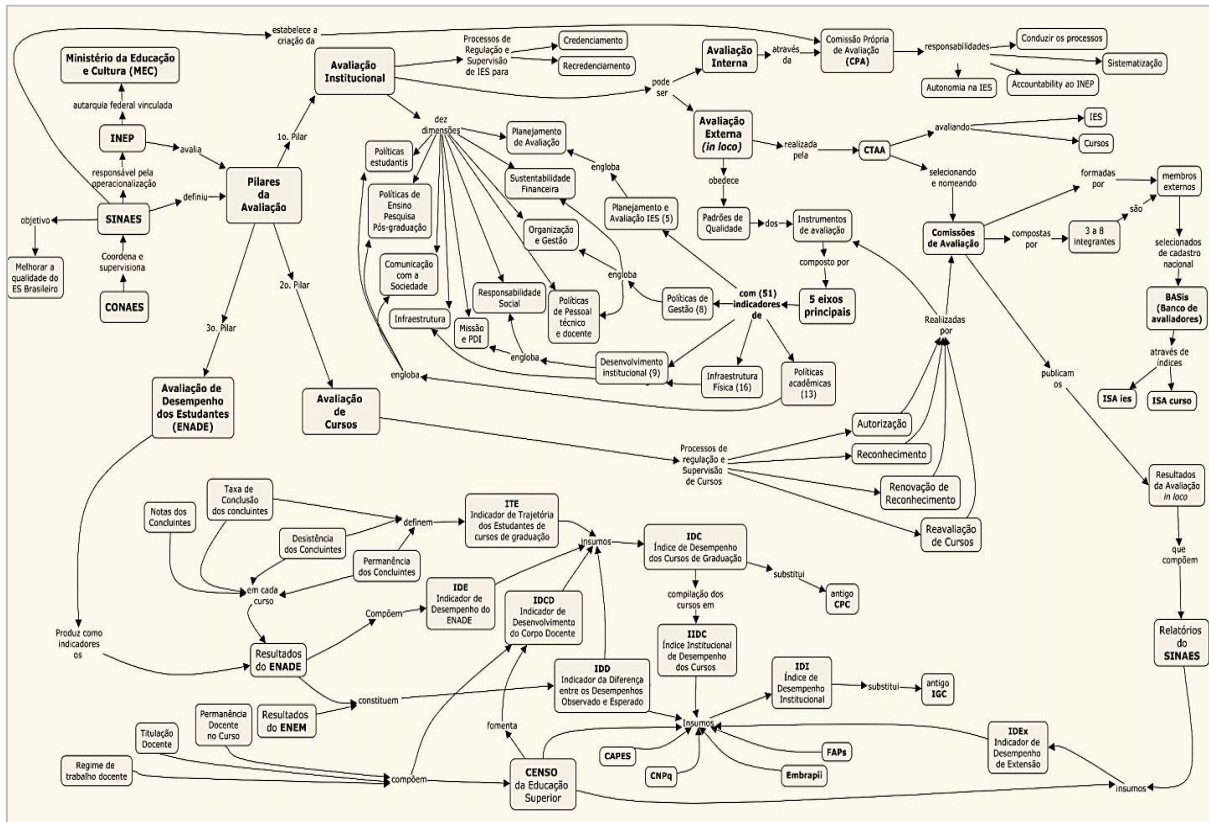 estabelece a
criação da
Ministério da Educação
e Cultura (MEC)
autarquia federal vinculada
INEP
avalia
responsável pela
operacionalização
SINAES
definiu
objetivo
Melhorar a
qualidade do
ES Brasileiro
Coordena e
supervisiona
CONAES
Pilares
da
Avaliação
1o. Pilar
2o. Pilar
3o. Pilar
Avaliação
Institucional
Processos de
Regulação e
Supervisão
de IES para
Credenciamento
Recredenciamento
pode
ser
Avaliação
Interna
através
da
Comissão Própria
de Avaliação
(CPA)
responsabilidades
Conduzir os processos
Sistematização
Accountability ao INEP
Autonomia na IES
Avaliação
Externa
(in loco)
realizada
pela
CTAA
avaliando
IES
Cursos
selecionando
e nomeando
obedece
Padrões de
Qualidade
dos
Instrumentos
de avaliação
composto por
5 eixos
principais
com (51)
indicadores
de
dez
dimensões
Políticas
estudantis
Políticas de
Ensino
Pesquisa
Pós-graduação
Comunicação
com a
Sociedade
Infraestrutura
Missão
e PDI
Responsabilidade
Social
Políticas
de Pessoal
técnico
e docente
Organização
e Gestão
Sustentabilidade
Financeira
Planejamento
de Avaliação
engloba
Planejamento e
Avaliação IES (5)
engloba
Políticas de
Gestão (8)
engloba
Desenvolvimento
institucional (9)
Infraestrutura
Física (16)
Políticas
acadêmicas
(13)
engloba
Comissões
de Avaliação
formadas
por
membros
externos
compostas
por
3 a 8
integrantes
são
selecionados
de cadastro
nacional
BASis
(Banco de
avaliadores)
através de
índices
ISA ies
ISA curso
Realizadas
por
publicam
os
Avaliação de
Desempenho
dos Estudantes
(ENADE)
Avaliação
de
Cursos
Processos de
regulação e
Supervisão
de Cursos
Autorização
Reconhecimento
Renovação de
Reconhecimento
Reavaliação
de Cursos
Resultados
da Avaliação
in loco
que
compõem
Relatórios
do
SINAES
Taxa de
Conclusão
dos concluintes
Notas dos
Concluintes
Desistência
dos Concluintes
Permanência
dos Concluintes
definem
em cada
curso
ITE
Indicador de Trajetória
dos Estudantes de
cursos de graduação
insumos
IDC
Índice de Desempenho
dos Cursos de Graduação
substitui
antigo
CPC
compilação dos
cursos em
IIDC
Índice Institucional
de Desempenho
dos Cursos
IDE
Indicador de
Desempenho do
ENADE
Compõem
IDCD
Indicador de
Desenvolvimento
do Corpo Docente
Produz como
indicadores
os
Resultados
do ENADE
constituem
Resultados
do ENEM
IDD
Indicador da Diferença
entre os Desempenhos
Observado e Esperado
IDI
Índice de
Desempenho
Institucional
substitui
antigo
IGC
Permanência
Docente
no Curso
Titulação
Docente
Regime de
trabalho docente
compõem
fomenta
CENSO
da Educação
Superior
Insumos
CAPES
CNPq
Embrapii
FAPs
IDEx
Indicador de
Desempenho
de Extensão
insumos